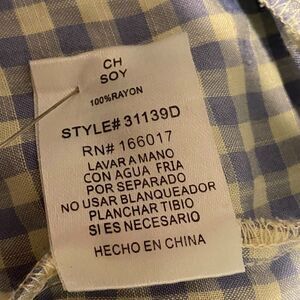 CH
SOY
100%RAYON
STYLE# 31139D
RN# 166017
LAVAR A MANO
CON AGUA FRIA
POR SEPARADO
NO USAR BLANQUEADOR
PLANCHAR TIBIO
SI ES NECESARIO
HECHO EN CHINA